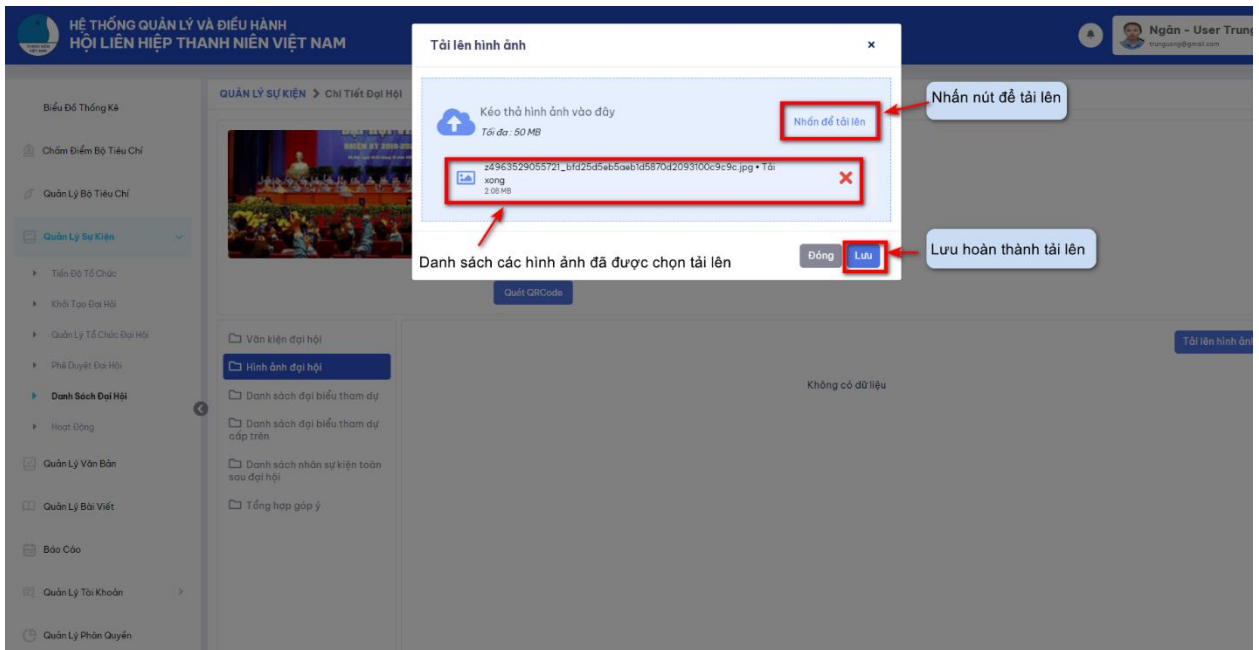 HỆ THỐNG QUẢN LÝ VÀ ĐIỀU HÀNH
HỘI LIÊN HIỆP THANH NIÊN VIỆT NAM
Ngân - User Trung
trunguong@gmail.com
Tải lên hình ảnh
×
Kéo thả hình ảnh vào đây
Tối đa : 50 MB
Nhấn để tải lên
Nhấn nút để tải lên
z4963529055721_bfd25d5eb5aeb1d5870d2093100c9c9c.jpg • Tải
xong
2.08 MB
Danh sách các hình ảnh đã được chọn tải lên
Đóng
Lưu
Lưu hoàn thành tải lên
Biểu Đồ Thống Kê
Chấm Điểm Bộ Tiêu Chí
Quản Lý Bộ Tiêu Chí
Quản Lý Sự Kiện
Tiến Độ Tổ Chức
Khởi Tạo Đại Hội
Quản Lý Tổ Chức Đại Hội
Phê Duyệt Đại Hội
Danh Sách Đại Hội
Hoạt Động
Quản Lý Văn Bản
Quản Lý Bài Viết
Báo Cáo
Quản Lý Tài Khoản
Quản Lý Phân Quyền
QUẢN LÝ SỰ KIỆN > Chi Tiết Đại Hội
Quét QRCode
Văn kiện đại hội
Hình ảnh đại hội
Danh sách đại biểu tham dự
Danh sách đại biểu tham dự
cấp trên
Danh sách nhân sự kiện toàn
sau đại hội
Tổng hợp góp ý
Tải lên hình ảnh
Không có dữ liệu